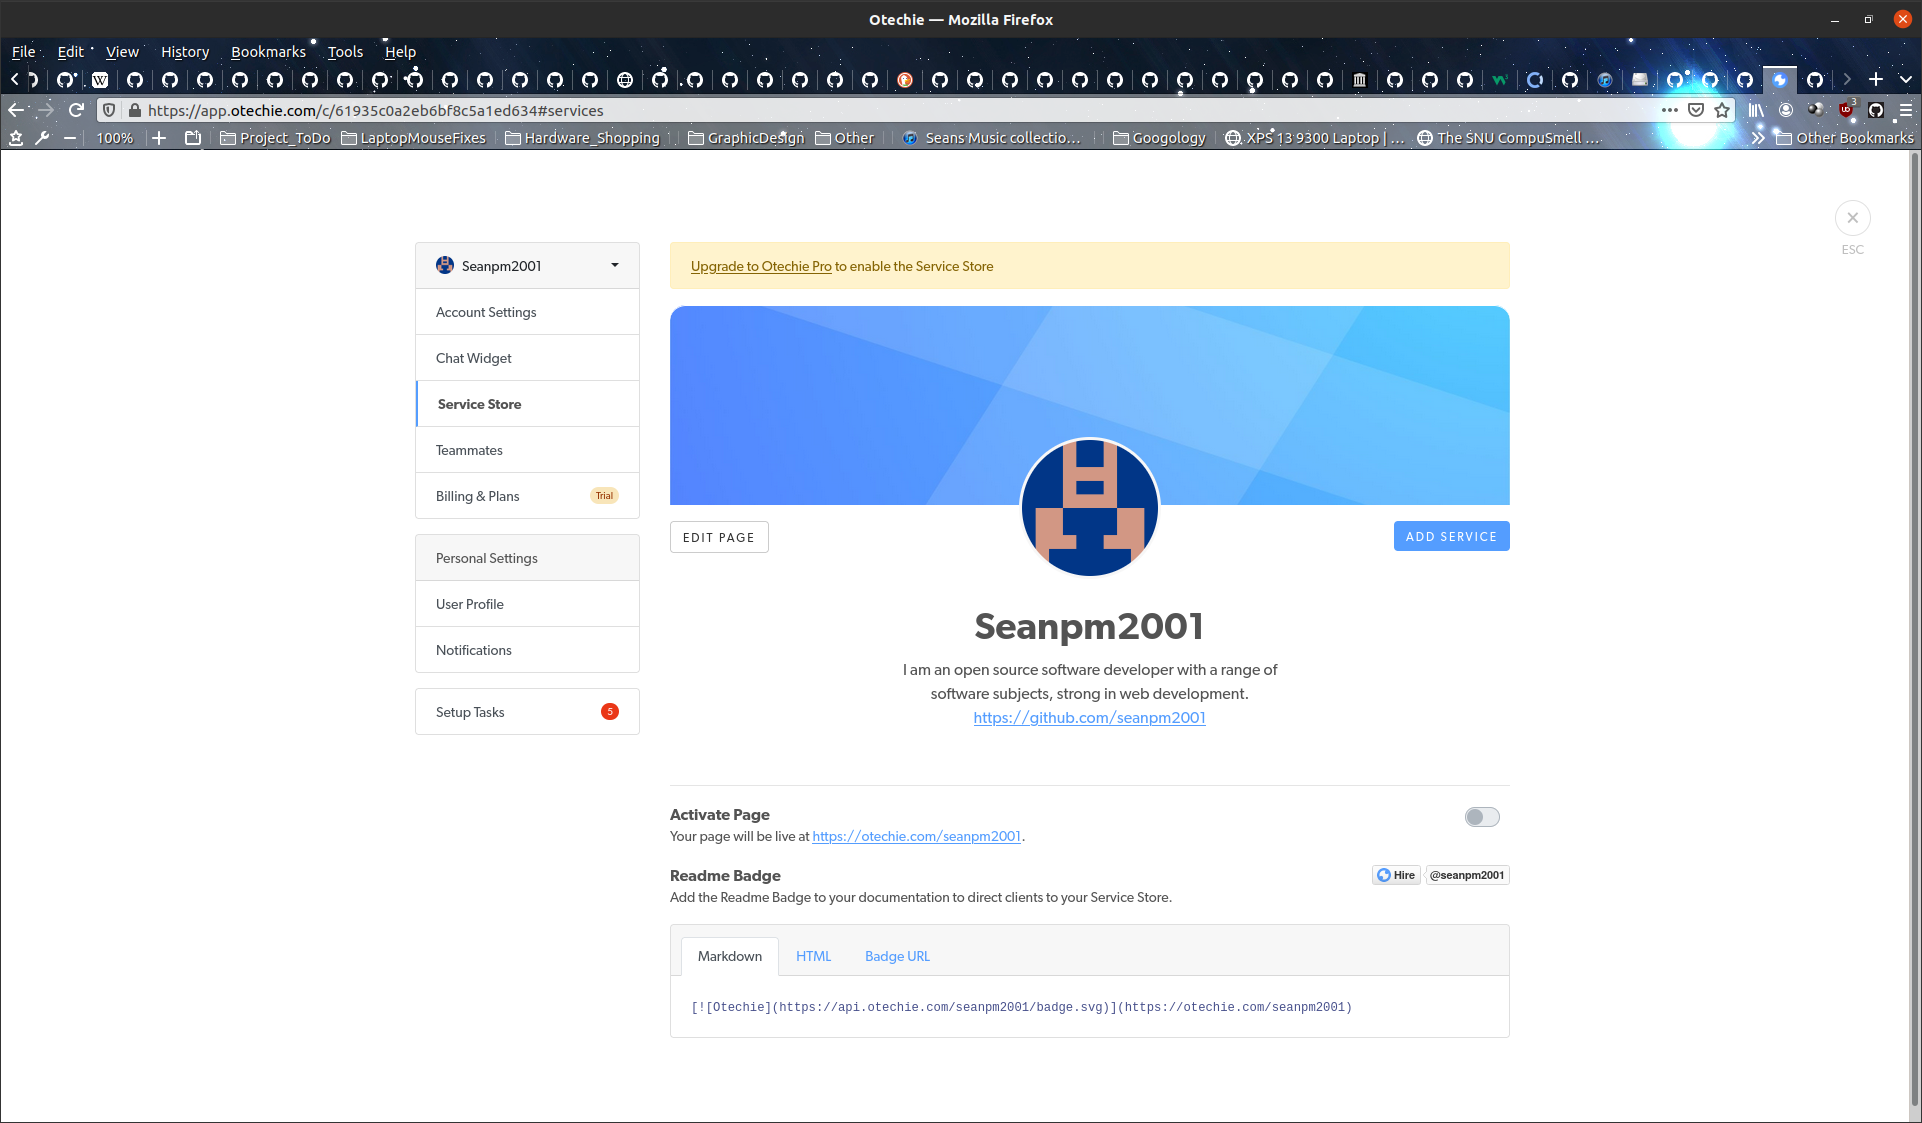 Otechie — Mozilla Firefox
File Edit View History Bookmarks Tools Help
https://app.otechie.com/c/61935c0a2eb6bf8c5a1ed634#services
3
100% Project_ToDo LaptopMouseFixes Hardware_Shopping GraphicDesign Other Seans Music collectio... Googology XPS 13 9300 Laptop | ... The SNU CompuSmell ... Other Bookmarks
ESC
Seanpm2001
Account Settings
Chat Widget
Service Store
Teammates
Billing & Plans Trial
Personal Settings
User Profile
Notifications
Setup Tasks 5
Upgrade to Otechie Pro to enable the Service Store
EDIT PAGE
ADD SERVICE
Seanpm2001
I am an open source software developer with a range of
software subjects, strong in web development.
https://github.com/seanpm2001
Activate Page
Your page will be live at https://otechie.com/seanpm2001.
Readme Badge
Hire @seanpm2001
Add the Readme Badge to your documentation to direct clients to your Service Store.
Markdown HTML Badge URL
[![Otechie](https://api.otechie.com/seanpm2001/badge.svg)](https://otechie.com/seanpm2001)